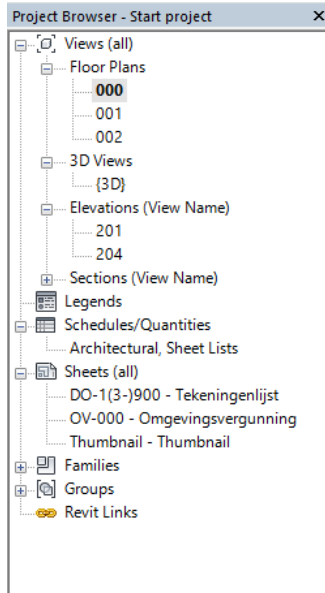 Project Browser - Start project
Views (all)
Floor Plans
000
001
002
3D Views
{3D}
Elevations (View Name)
201
204
Sections (View Name)
Legends
Schedules/Quantities
Architectural, Sheet Lists
Sheets (all)
DO-1(3-)900 - Tekeningenlijst
OV-000 - Omgevingsvergunning
Thumbnail - Thumbnail
Families
Groups
Revit Links